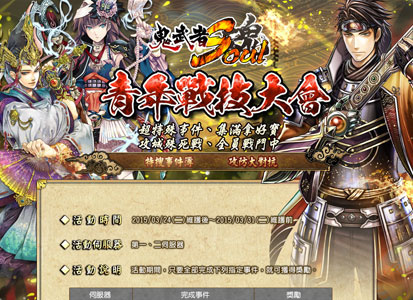 鬼武者Soul
青年戰技大會
超特殊事件、集滿拿好寶
攻城殊死戰、全員戰鬥中
特搜事件簿 攻防大對抗
活動時間 2015/03/24(二)維護後~2015/03/31(二)維護前
活動伺服器 第一、二伺服器
活動說明 活動期間,只要全部完成下列指定事件,就可獲得獎勵。
伺服器 完成事件 獎勵